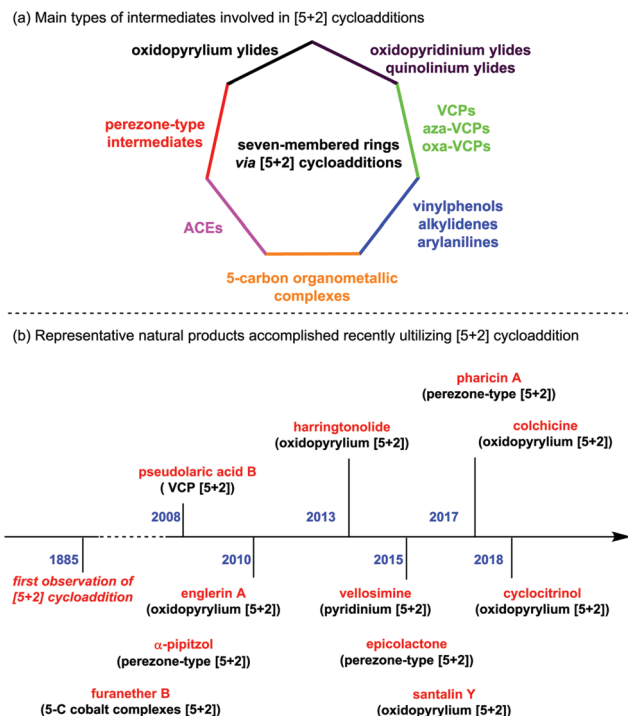 (a) Main types of intermediates involved in [5+2] cycloadditions
oxidopyrylium ylides
oxidopyridinium ylides
quinolinium ylides
perezone-type
intermediates
seven-membered rings
via [5+2] cycloadditions
VCPs
aza-VCPs
oxa-VCPs
ACEs
vinylphenols
alkylidenes
arylanilines
5-carbon organometallic
complexes
(b) Representative natural products accomplished recently ultilizing [5+2] cycloaddition
pharicin A
(perezone-type [5+2])
harringtonolide
(oxidopyrylium [5+2])
colchicine
(oxidopyrylium [5+2])
pseudolaric acid B
( VCP [5+2])
2008
2013
2017
1885
2010
2015
2018
first observation of
[5+2] cycloaddition
englerin A
(oxidopyrylium [5+2])
vellosimine
(pyridinium [5+2])
cyclocitrinol
(oxidopyrylium [5+2])
α-pipitzol
(perezone-type [5+2])
epicolactone
(perezone-type [5+2])
furanether B
(5-C cobalt complexes [5+2])
santalin Y
(oxidopyrylium [5+2])